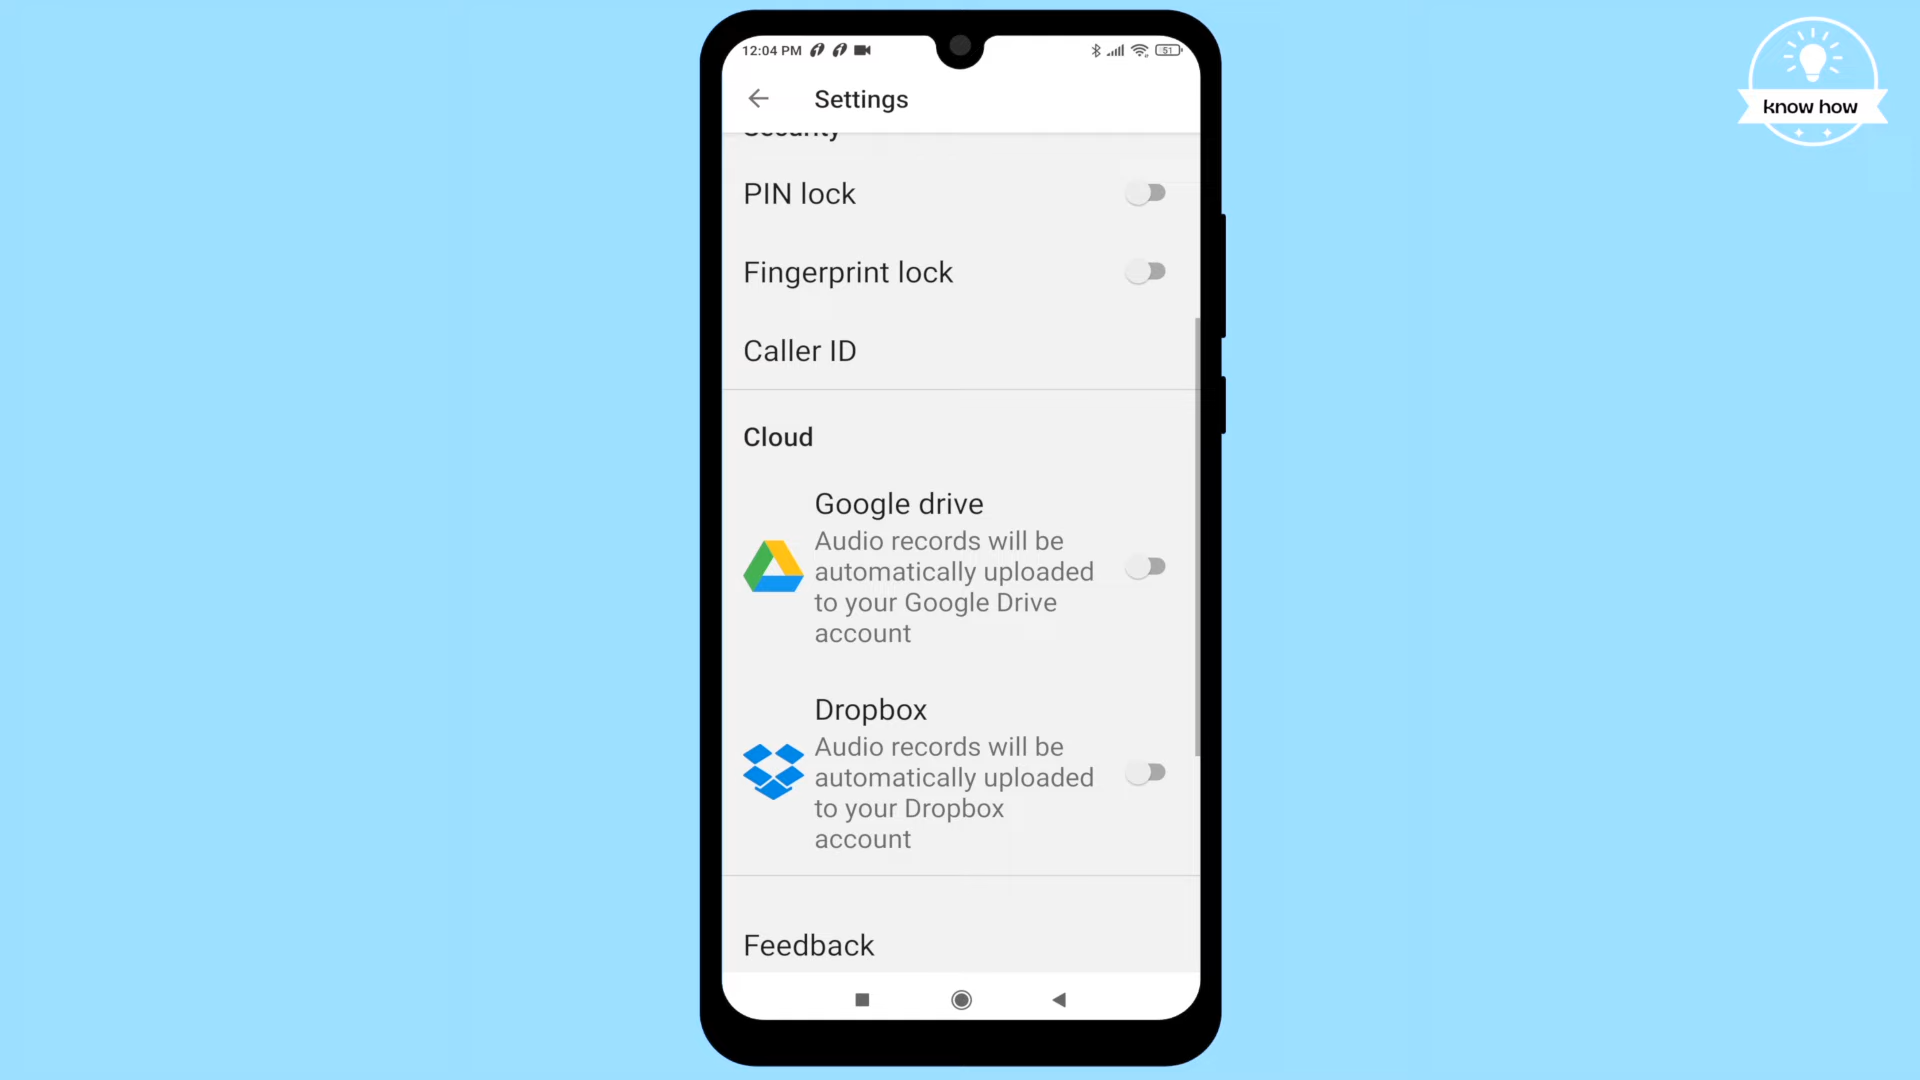 12:04 PM
51
Settings
know how
Security
PIN lock
Fingerprint lock
Caller ID
Cloud
Google drive
Audio records will be
automatically uploaded
to your Google Drive
account
Dropbox
Audio records will be
automatically uploaded
to your Dropbox
account
Feedback